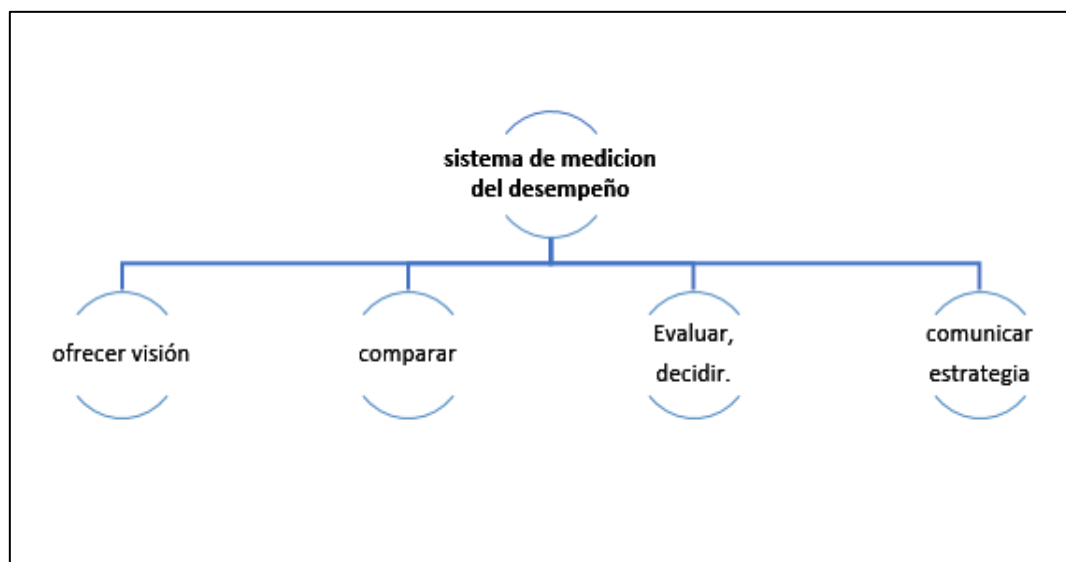 sistema de medicion
del desempeño
ofrecer visión
comparar
Evaluar,
decidir.
comunicar
estrategia